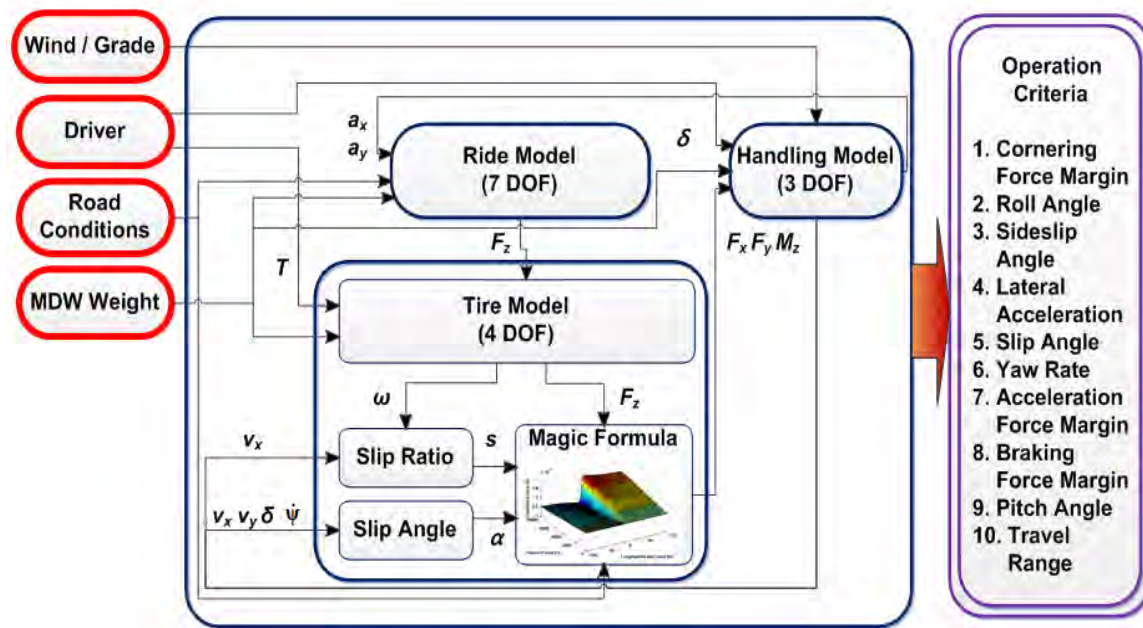 Wind / Grade
Driver
Road
Conditions
MDW Weight
a_x
a_y
Ride Model
(7 DOF)
δ
Handling Model
(3 DOF)
F_z
F_x F_y M_z
T
Tire Model
(4 DOF)
ω
F_z
v_x
Slip Ratio
s
Magic Formula
v_x v_y δ ψ̇
Slip Angle
α
Operation
Criteria
1. Cornering
Force Margin
2. Roll Angle
3. Sideslip
Angle
4. Lateral
Acceleration
5. Slip Angle
6. Yaw Rate
7. Acceleration
Force Margin
8. Braking
Force Margin
9. Pitch Angle
10. Travel
Range